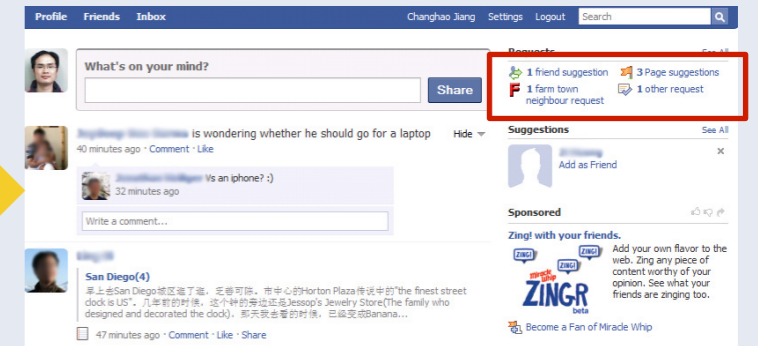 Profile Friends Inbox Changhao Jiang Settings Logout Search
What's on your mind?
Share
Requests See All
1 friend suggestion 3 Page suggestions
1 farm town neighbour request 1 other request
is wondering whether he should go for a laptop Hide
40 minutes ago · Comment · Like
Vs an iphone? :)
32 minutes ago
Write a comment...
San Diego(4)
早上去San Diego城区逛了逛，乏善可陈。市中心的Horton Plaza传说中的"the finest street
clock is US"，几年前的时候，这个钟的旁边还是Jessop's Jewelry Store(The family who
designed and decorated the clock)，那天我去看的时候，已经变成Banana...
47 minutes ago · Comment · Like · Share
Suggestions See All
Add as Friend
Sponsored
Zing! with your friends.
ZING!
ZING!
ZING!
miracle whip
ZINGR
beta
Add your own flavor to the
web. Zing any piece of
content worthy of your
opinion. See what your
friends are zinging too.
Become a Fan of Miracle Whip